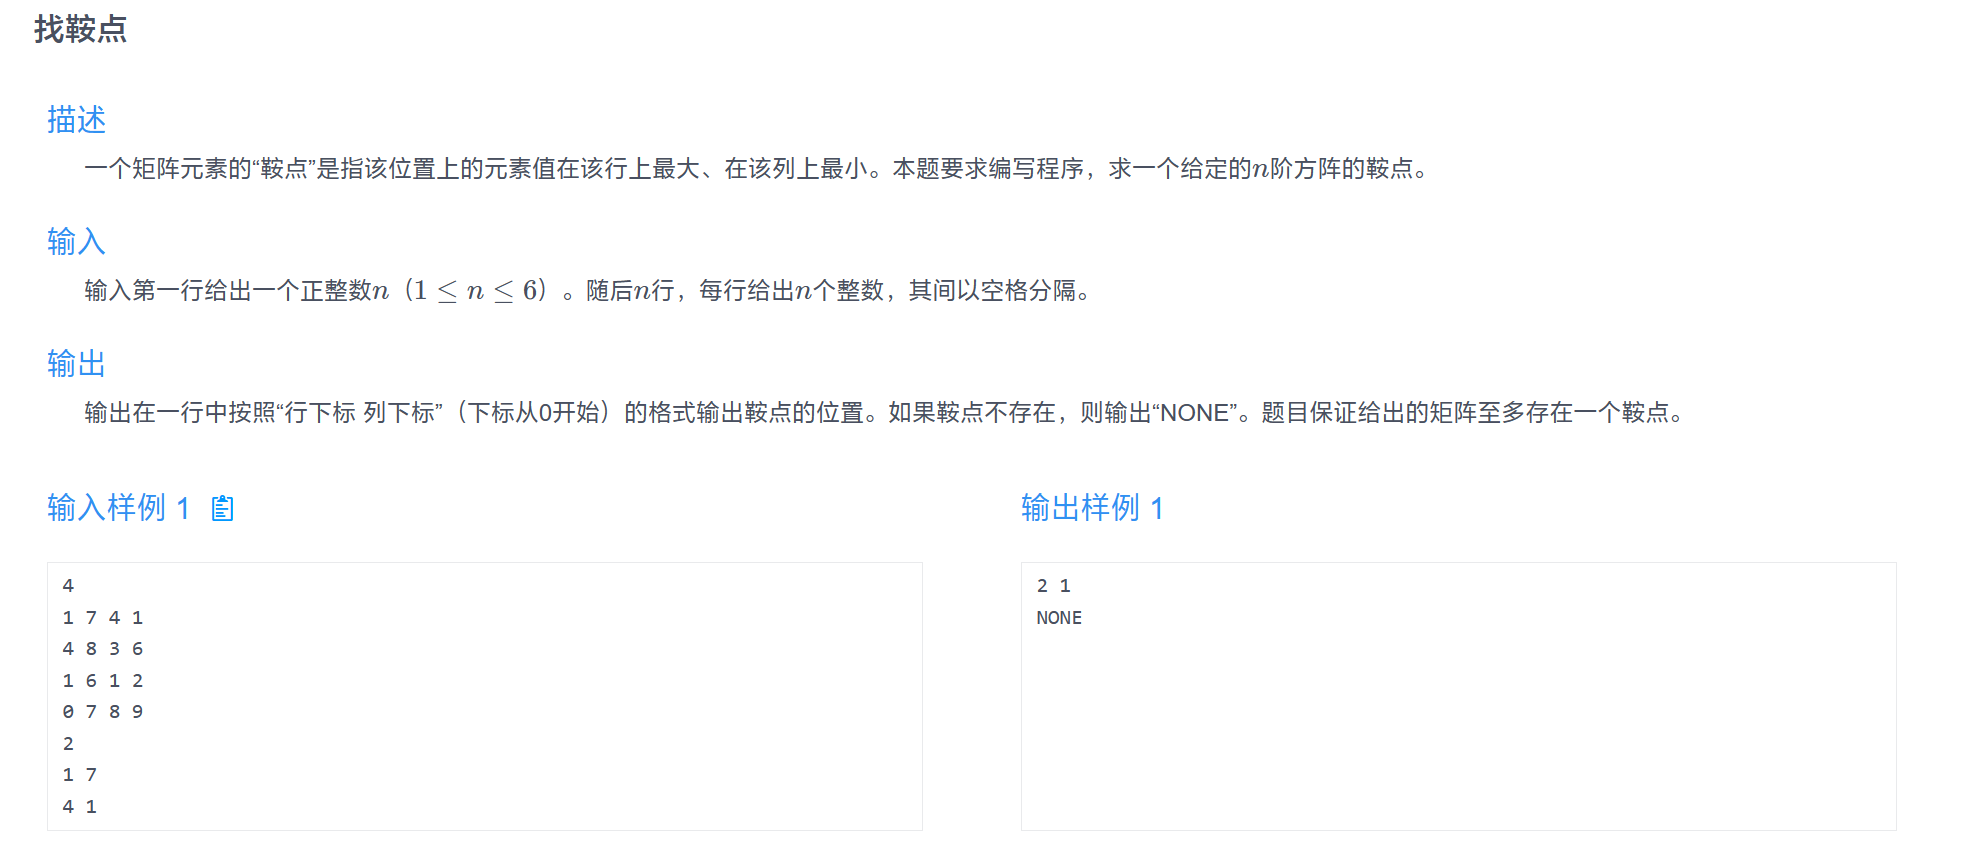 找鞍点
描述
一个矩阵元素的“鞍点”是指该位置上的元素值在该行上最大、在该列上最小。本题要求编写程序，求一个给定的n阶方阵的鞍点。
输入
输入第一行给出一个正整数n（1 ≤ n ≤ 6）。随后n行，每行给出n个整数，其间以空格分隔。
输出
输出在一行中按照“行下标 列下标”（下标从0开始）的格式输出鞍点的位置。如果鞍点不存在，则输出“NONE”。题目保证给出的矩阵至多存在一个鞍点。
输入样例 1
4
1 7 4 1
4 8 3 6
1 6 1 2
0 7 8 9
2
1 7
4 1
输出样例 1
2 1
NONE